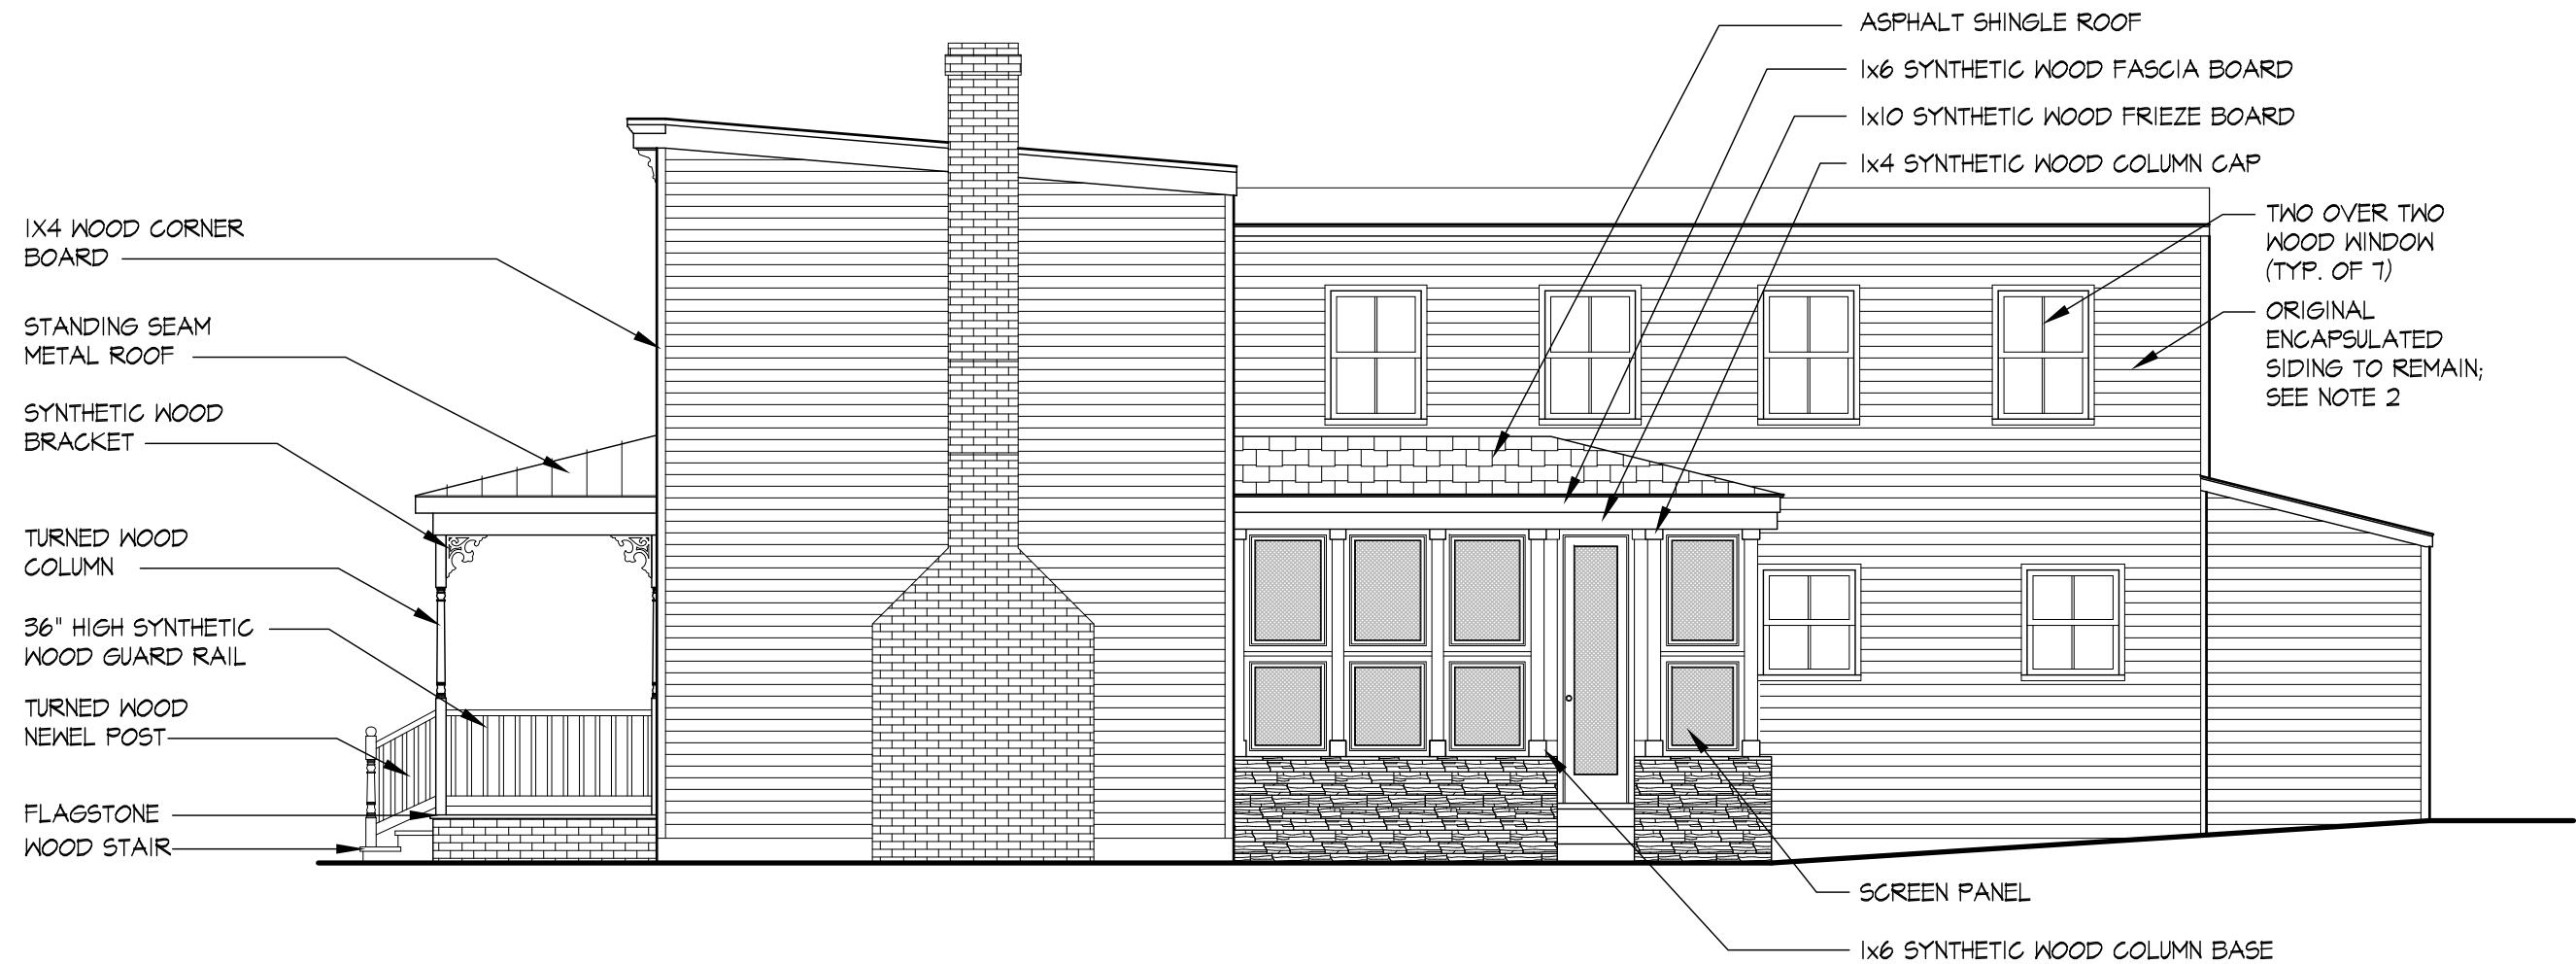 ASPHALT SHINGLE ROOF
1x6 SYNTHETIC WOOD FASCIA BOARD
1x10 SYNTHETIC WOOD FRIEZE BOARD
1x4 SYNTHETIC WOOD COLUMN CAP
TWO OVER TWO
WOOD WINDOW
(TYP. OF 7)
ORIGINAL
ENCAPSULATED
SIDING TO REMAIN;
SEE NOTE 2
1X4 WOOD CORNER
BOARD
STANDING SEAM
METAL ROOF
SYNTHETIC WOOD
BRACKET
TURNED WOOD
COLUMN
36" HIGH SYNTHETIC
WOOD GUARD RAIL
TURNED WOOD
NEWEL POST
FLAGSTONE
WOOD STAIR
SCREEN PANEL
1x6 SYNTHETIC WOOD COLUMN BASE